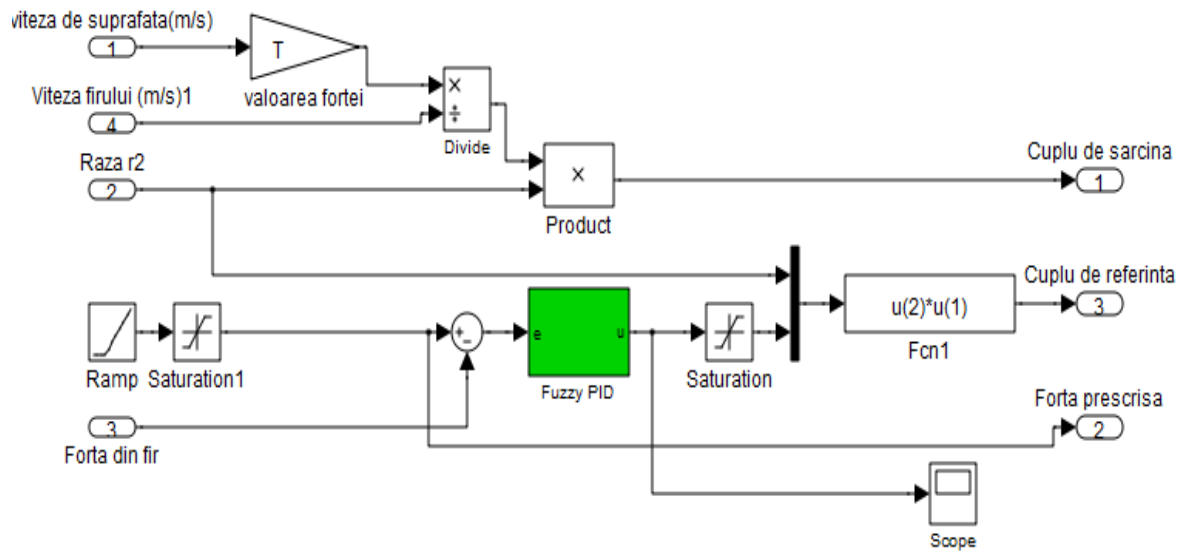 viteza de suprafata(m/s)
1
T
valoarea fortei
Viteza firului (m/s)1
4
×
÷
Divide
Raza r2
2
×
Product
Cuplu de sarcina
1
Cuplu de referinta
3
u(2)*u(1)
Fcn1
Ramp
Saturation1
+
−
e
u
Fuzzy PID
Saturation
Forta prescrisa
2
3
Forta din fir
Scope